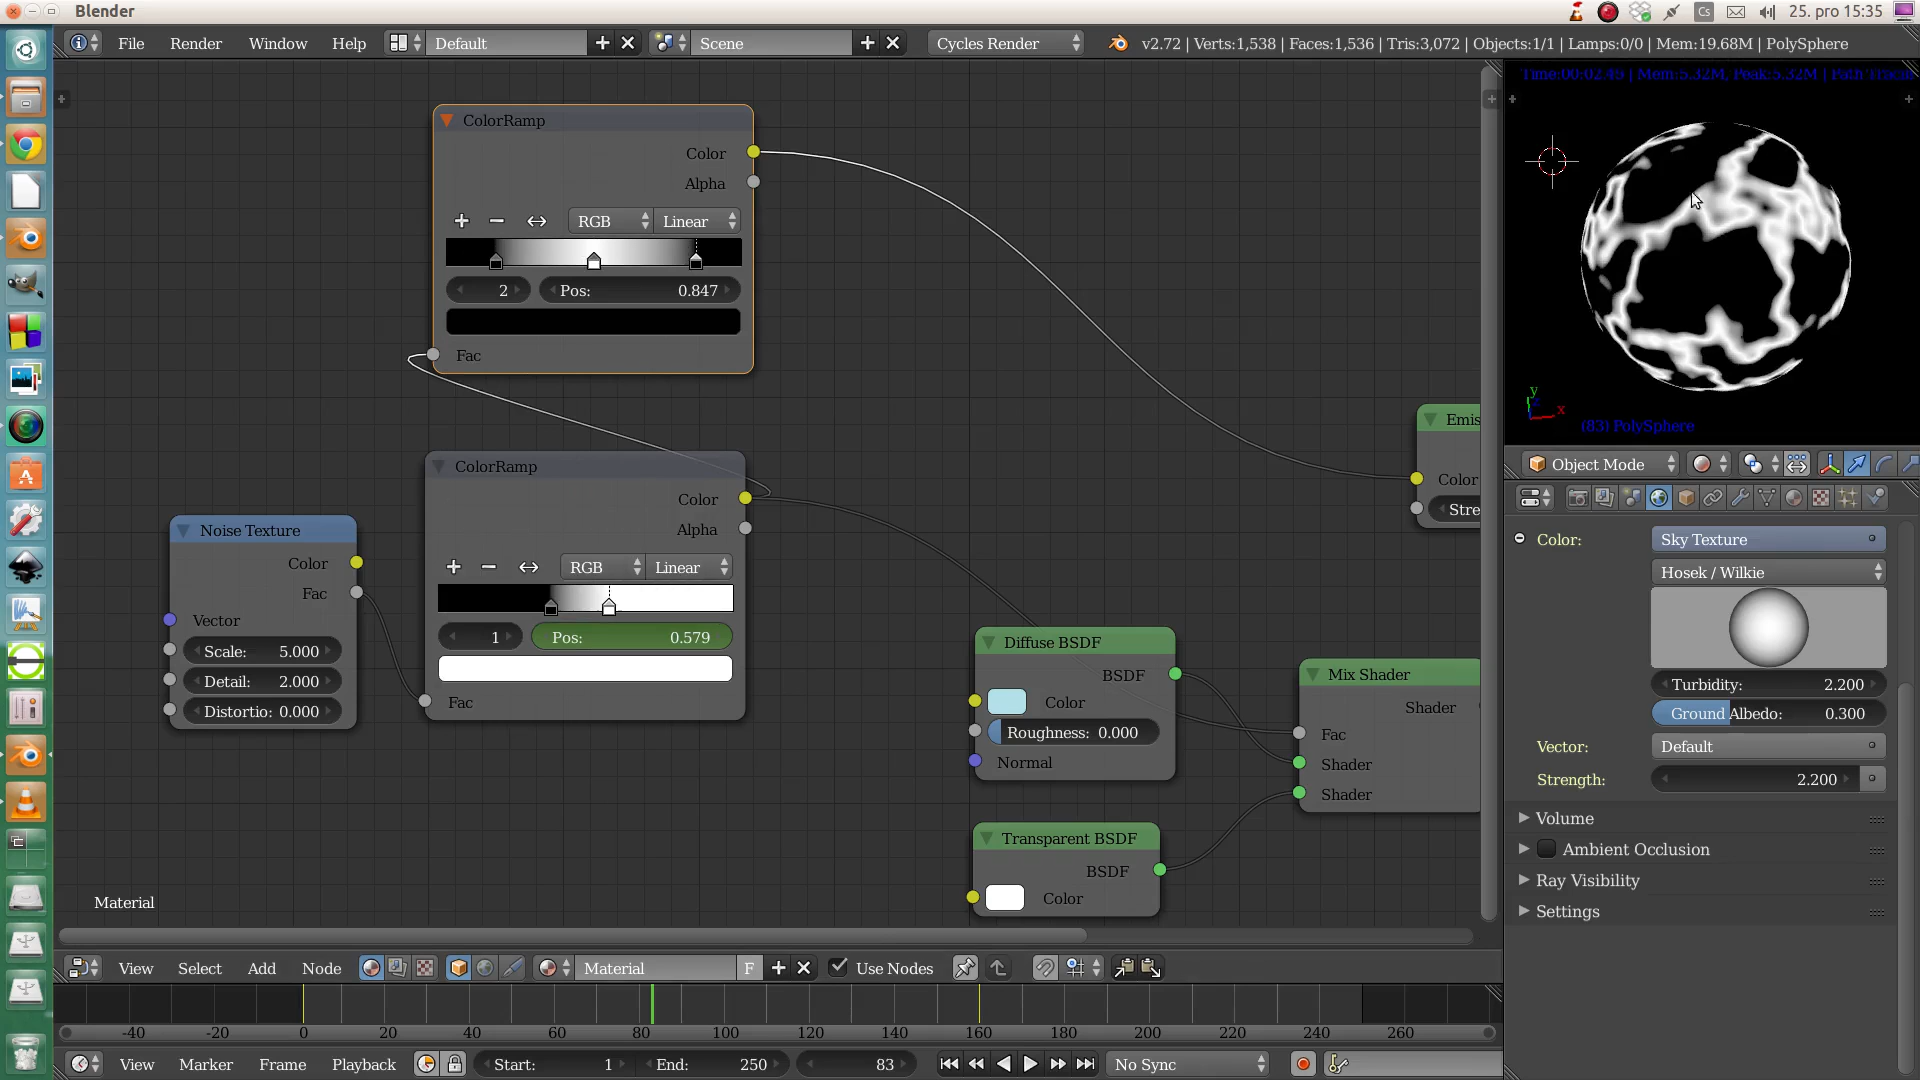 Blender
Cs
25. pro 15:35
File Render Window Help Default Scene Cycles Render v2.72 | Verts:1,538 | Faces:1,536 | Tris:3,072 | Objects:1/1 | Lamps:0/0 | Mem:19.68M | PolySphere
ColorRamp
Color
Alpha
RGB Linear
2 Pos: 0.847
Fac
ColorRamp
Color
Alpha
RGB Linear
1 Pos: 0.579
Fac
Noise Texture
Color
Fac
Vector
Scale: 5.000
Detail: 2.000
Distortio: 0.000
Emis
Color
Stre
Diffuse BSDF
BSDF
Color
Roughness: 0.000
Normal
Mix Shader
Shader
Fac
Shader
Shader
Transparent BSDF
BSDF
Color
Material
y
x
(83) PolySphere
Object Mode
Color: Sky Texture
Hosek / Wilkie
Turbidity: 2.200
Ground Albedo: 0.300
Vector: Default
Strength: 2.200
Volume
Ambient Occlusion
Ray Visibility
Settings
View Select Add Node Material F Use Nodes
-40 -20 0 20 40 60 80 100 120 140 160 180 200 220 240 260
View Marker Frame Playback Start: 1 End: 250 83 No Sync